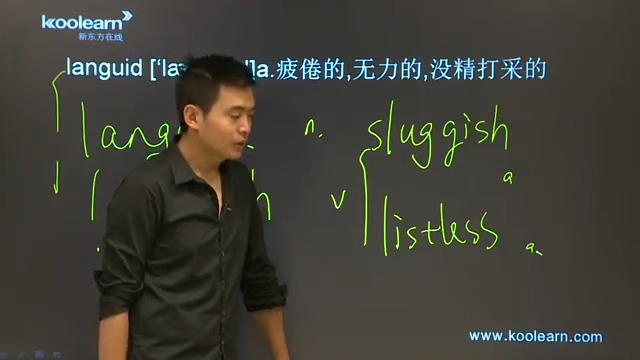 koolearn
新东方在线
languid ['la]a.疲倦的,无力的,没精打采的
n. sluggish
a
v listless
a.
www.koolearn.com